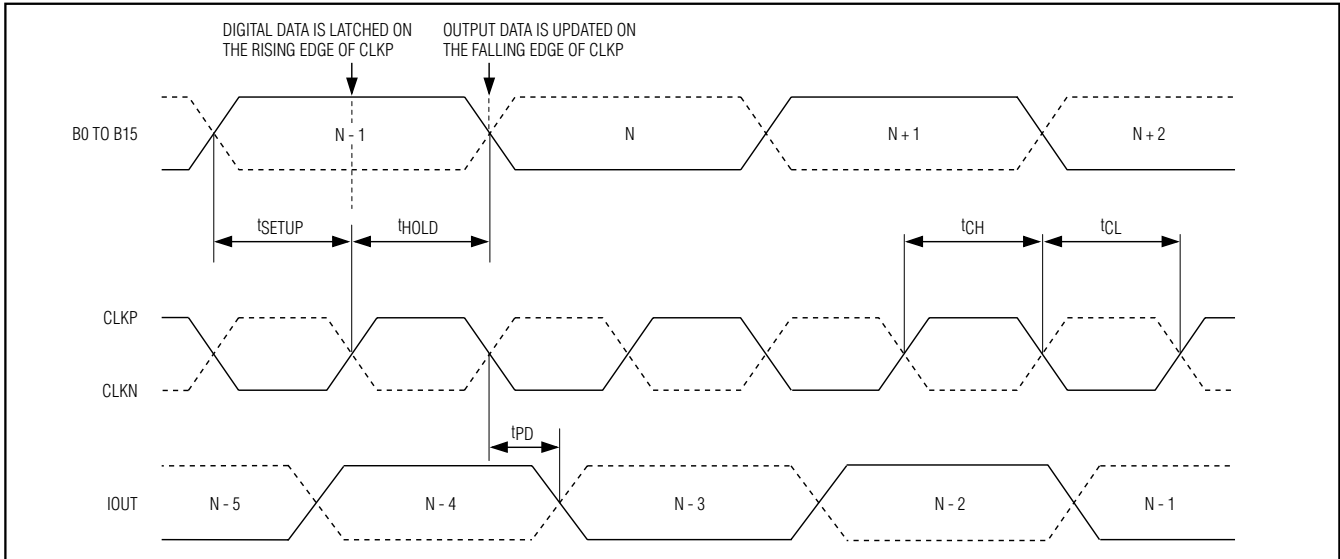 DIGITAL DATA IS LATCHED ON
THE RISING EDGE OF CLKP
OUTPUT DATA IS UPDATED ON
THE FALLING EDGE OF CLKP
B0 TO B15
N - 1
N
N + 1
N + 2
tSETUP
tHOLD
tCH
tCL
CLKP
CLKN
tPD
IOUT
N - 5
N - 4
N - 3
N - 2
N - 1